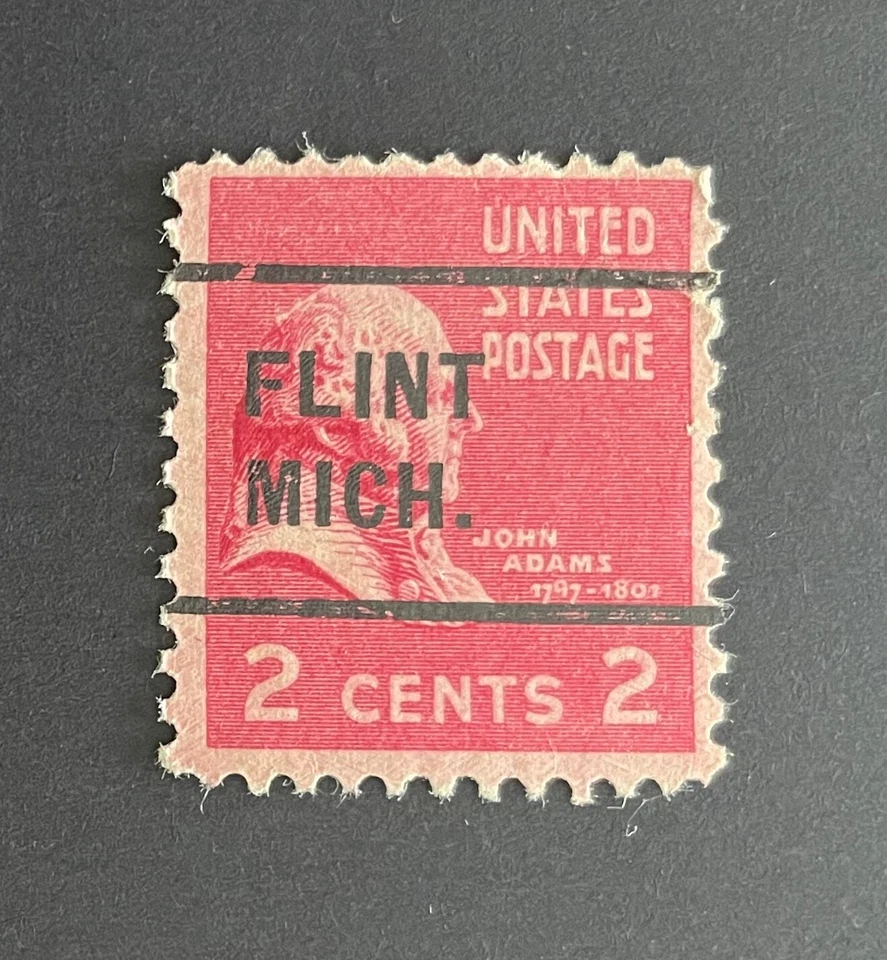 UNITED
STATES
POSTAGE
FLINT
MICH.
JOHN
ADAMS
1797-1801
2 CENTS 2